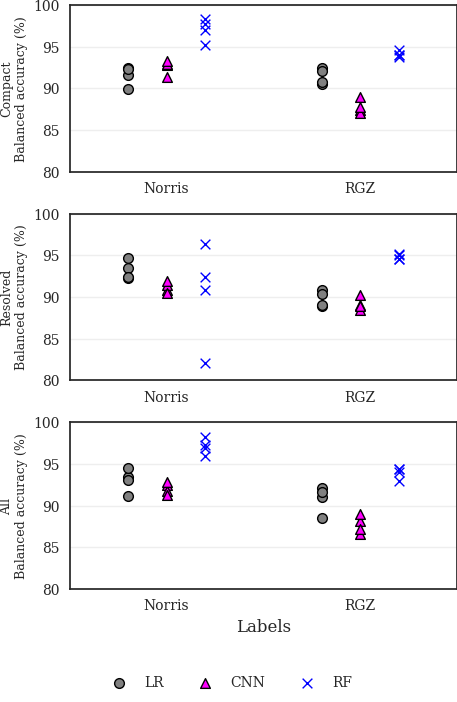 Compact
Balanced accuracy (%)
100
95
90
85
80
Norris RGZ
Resolved
Balanced accuracy (%)
100
95
90
85
80
Norris RGZ
All
Balanced accuracy (%)
100
95
90
85
80
Norris RGZ
Labels
LR CNN RF